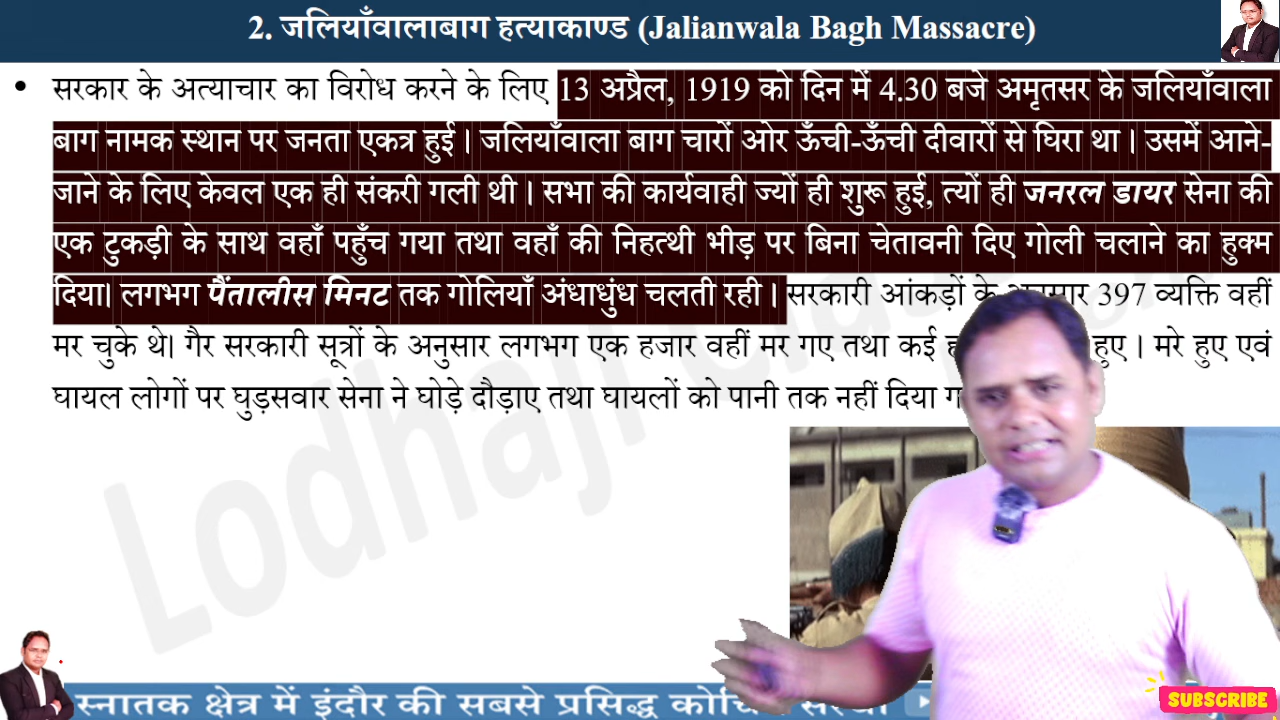 2. जलियाँवालाबाग हत्याकाण्ड (Jalianwala Bagh Massacre)
• सरकार के अत्याचार का विरोध करने के लिए 13 अप्रैल, 1919 को दिन में 4.30 बजे अमृतसर के जलियाँवाला
बाग नामक स्थान पर जनता एकत्र हुई। जलियाँवाला बाग चारों ओर ऊँची-ऊँची दीवारों से घिरा था। उसमें आने-
जाने के लिए केवल एक ही संकरी गली थी। सभा की कार्यवाही ज्यों ही शुरू हुई, त्यों ही जनरल डायर सेना की
एक टुकड़ी के साथ वहाँ पहुँच गया तथा वहाँ की निहत्थी भीड़ पर बिना चेतावनी दिए गोली चलाने का हुक्म
दिया। लगभग पैंतालीस मिनट तक गोलियाँ अंधाधुंध चलती रही। सरकारी आंकड़ों के अनुसार 397 व्यक्ति वहीं
मर चुके थे। गैर सरकारी सूत्रों के अनुसार लगभग एक हजार वहीं मर गए तथा कई हुए। मरे हुए एवं
घायल लोगों पर घुड़सवार सेना ने घोड़े दौड़ाए तथा घायलों को पानी तक नहीं दिया
Lodhaji
स्नातक क्षेत्र में इंदौर की सबसे प्रसिद्ध कोचिंग संस्था
SUBSCRIBE